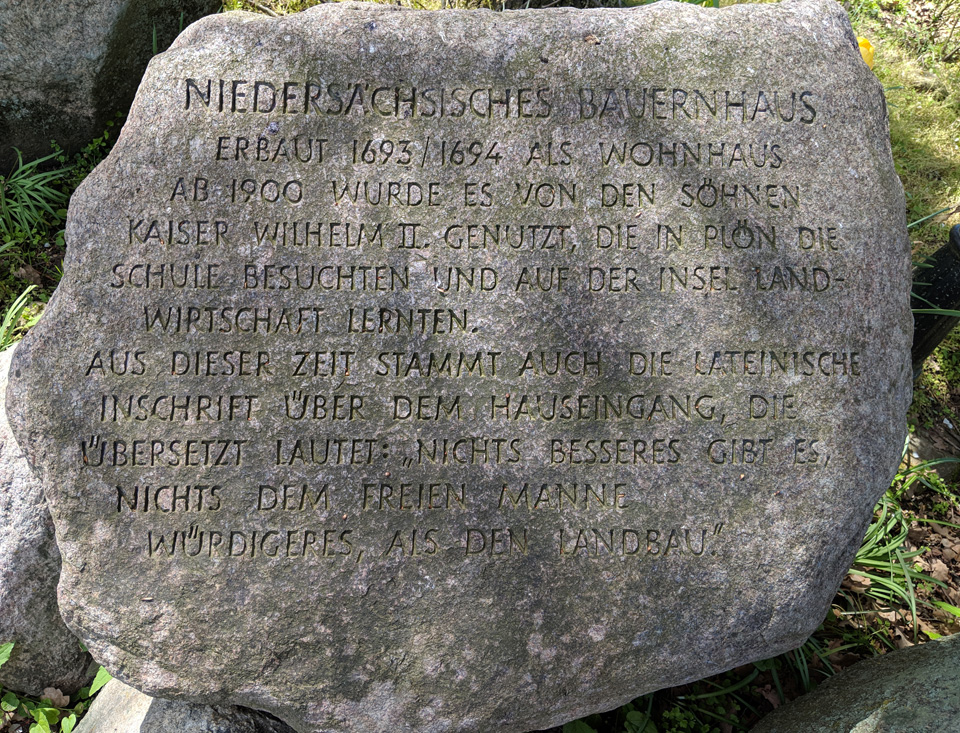 NIEDERSÄCHSISCHES BAUERNHAUS
ERBAUT 1693/1694 ALS WOHNHAUS
AB 1900 WURDE ES VON DEN SÖHNEN
KAISER WILHELM II. GENUTZT, DIE IN PLÖN DIE
SCHULE BESUCHTEN UND AUF DER INSEL LAND-
WIRTSCHAFT LERNTEN.
AUS DIESER ZEIT STAMMT AUCH DIE LATEINISCHE
INSCHRIFT ÜBER DEM HAUSEINGANG, DIE
ÜBERSETZT LAUTET: „NICHTS BESSERES GIBT ES,
NICHTS DEM FREIEN MANNE
WÜRDIGERES, ALS DEN LANDBAU."